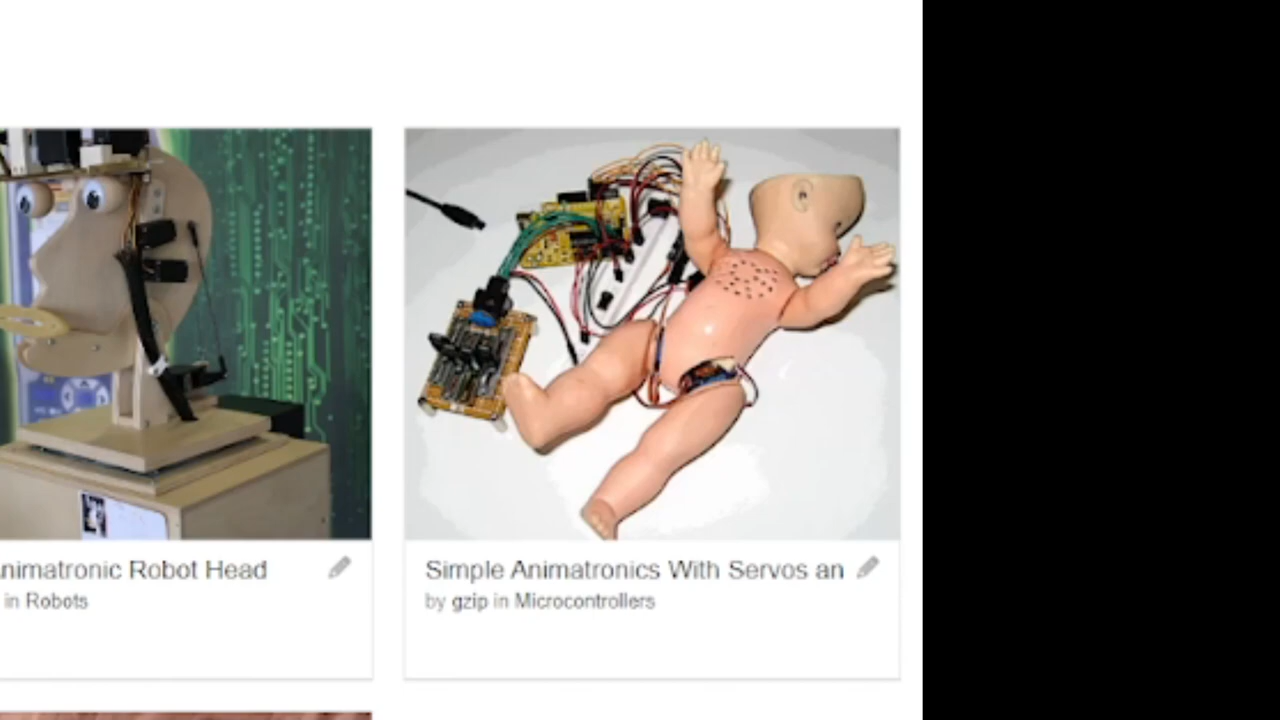 nimatronic Robot Head
in Robots
Simple Animatronics With Servos an
by gzip in Microcontrollers